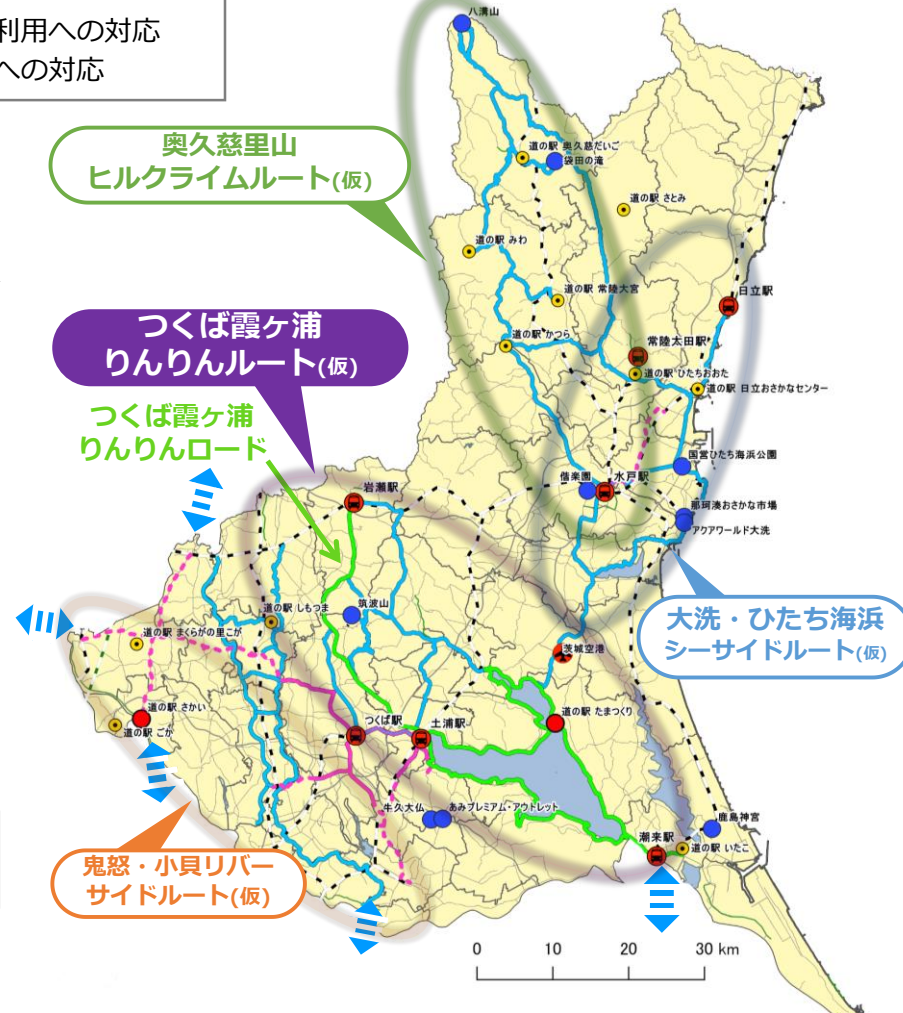 利用への対応
への対応
八溝山
奥久慈里山
ヒルクライムルート(仮)
道の駅 奥久慈だいご
袋田の滝
道の駅 さとみ
道の駅 みわ
道の駅 常陸大宮
日立駅
つくば霞ヶ浦
りんりんルート(仮)
道の駅 かつら
常陸太田駅
道の駅 ひたちおおた
道の駅 日立おさかなセンター
つくば霞ヶ浦
りんりんロード
国営ひたち海浜公園
岩瀬駅
偕楽園
水戸駅
那珂湊おさかな市場
アクアワールド大洗
道の駅 しもつま
筑波山
大洗・ひたち海浜
シーサイドルート(仮)
道の駅 まくらがの里こが
茨城空港
道の駅 さかい
道の駅 ごか
つくば駅
土浦駅
道の駅 たまつくり
牛久大仏
あみプレミアム・アウトレット
鹿島神宮
潮来駅
道の駅 いたこ
鬼怒・小貝リバー
サイドルート(仮)
0 10 20 30 km